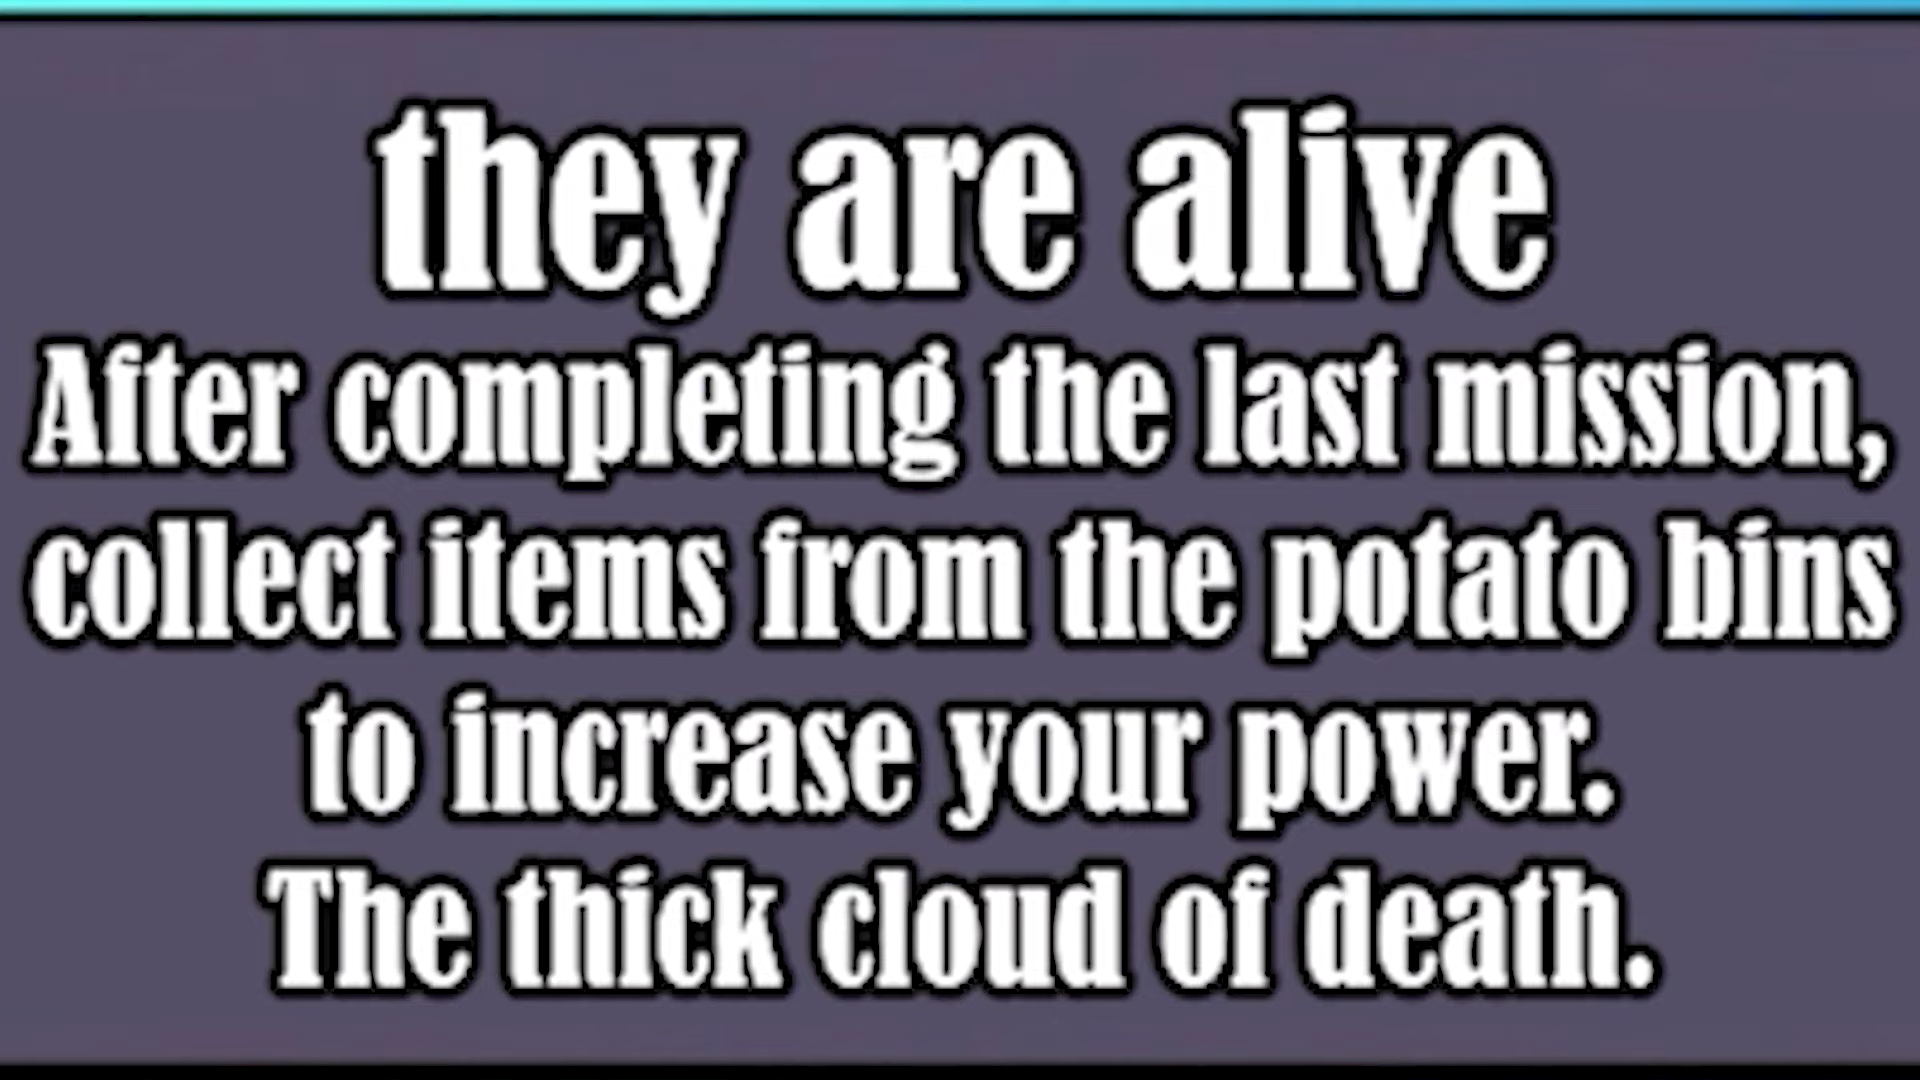 they are alive
After completing the last mission,
collect items from the potato bins
to increase your power.
The thick cloud of death.